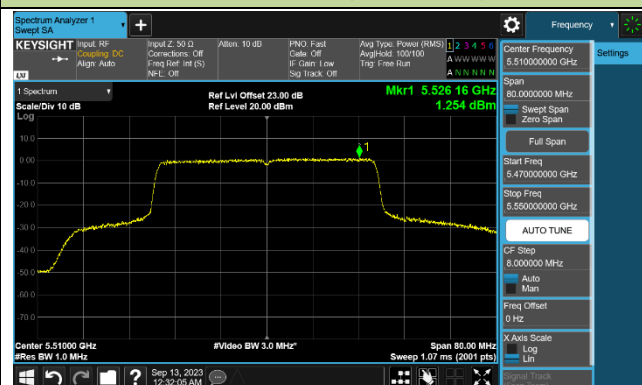 Spectrum Analyzer 1
Swept SA
Frequency
KEYSIGHT
Input: RF
Coupling: DC
Align: Auto
Input Z: 50 Ω
Corrections: Off
Freq Ref: Int (S)
NFE: Off
Atten: 10 dB
PNO: Fast
Gate: Off
IF Gain: Low
Sig Track: Off
Avg Type: Power (RMS)
Avg|Hold: 100/100
Trig: Free Run
1 2 3 4 5 6
A W W W W W
A N N N N N
LXI
Center Frequency
5.510000000 GHz
Settings
Span
80.0000000 MHz
Swept Span
Zero Span
Full Span
Start Freq
5.470000000 GHz
Stop Freq
5.550000000 GHz
AUTO TUNE
CF Step
8.000000 MHz
Auto
Man
Freq Offset
0 Hz
X Axis Scale
Log
Lin
Signal Track
1 Spectrum
Scale/Div 10 dB
Log
Ref Lvl Offset 23.00 dB
Ref Level 20.00 dBm
Mkr1 5.526 16 GHz
1.254 dBm
1
10.0
0.00
-10.0
-20.0
-30.0
-40.0
-50.0
-60.0
-70.0
Center 5.51000 GHz
#Res BW 1.0 MHz
#Video BW 3.0 MHz*
Span 80.00 MHz
Sweep 1.07 ms (2001 pts)
Sep 13, 2023
12:32:05 AM